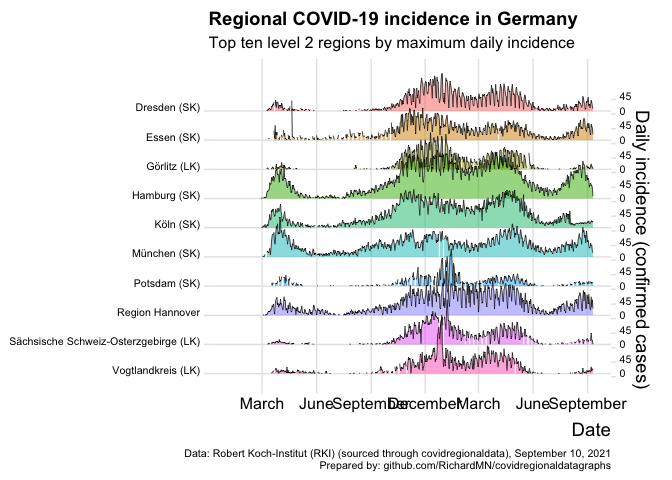 Regional COVID-19 incidence in Germany
Top ten level 2 regions by maximum daily incidence
Dresden (SK)
45
0
Essen (SK)
45
0
Görlitz (LK)
45
0
Hamburg (SK)
45
0
Köln (SK)
45
0
München (SK)
45
0
Potsdam (SK)
45
0
Region Hannover
45
0
Sächsische Schweiz-Osterzgebirge (LK)
45
0
Vogtlandkreis (LK)
45
0
Daily incidence (confirmed cases)
March June September December March June September
Date
Data: Robert Koch-Institut (RKI) (sourced through covidregionaldata), September 10, 2021
Prepared by: github.com/RichardMN/covidregionaldatagraphs